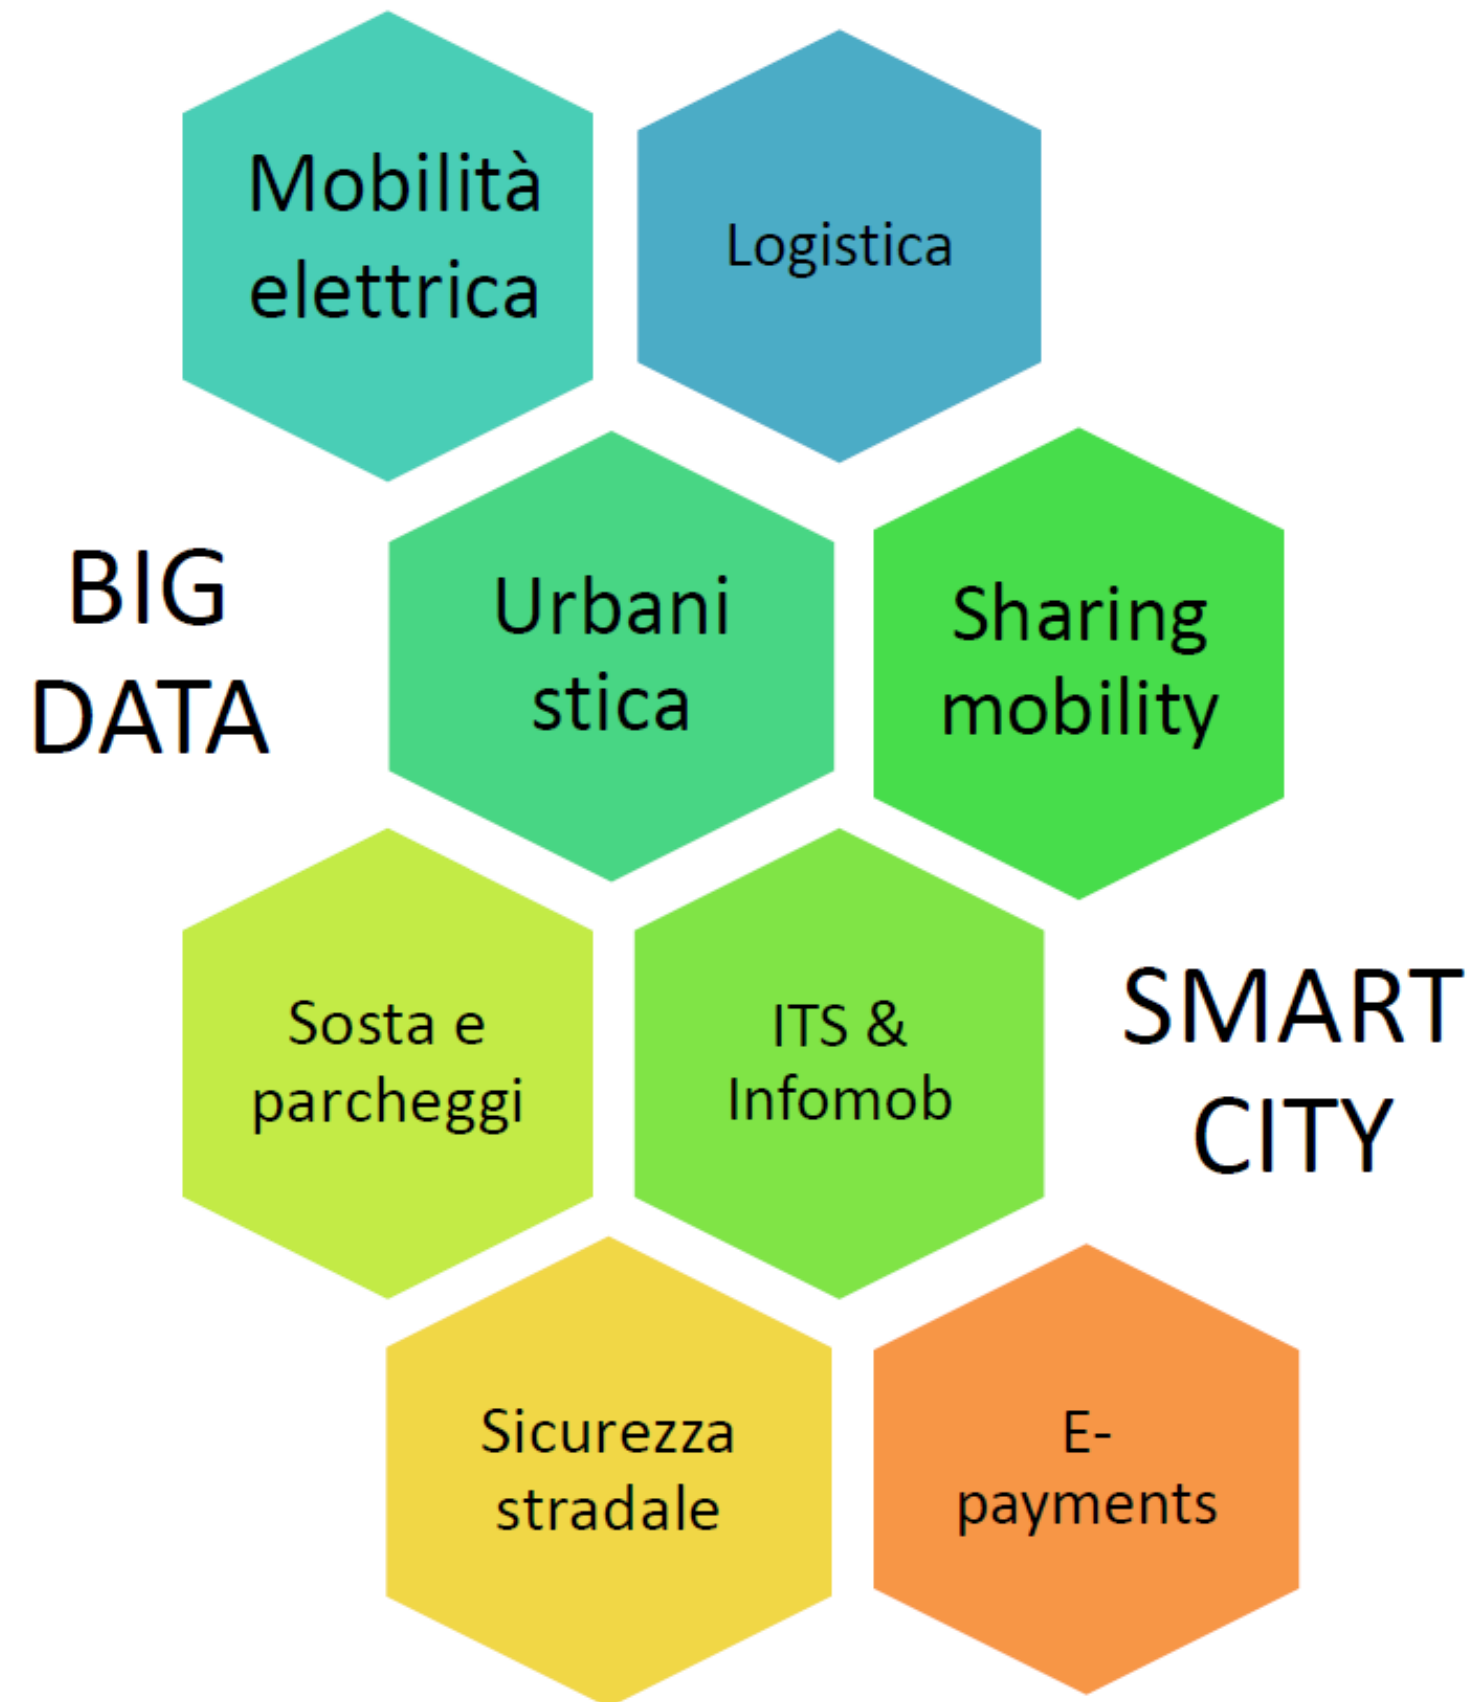 Mobilità
elettrica
Logistica
BIG
DATA
Urbani
stica
Sharing
mobility
Sosta e
parcheggi
ITS &
Infomob
SMART
CITY
Sicurezza
stradale
E-
payments